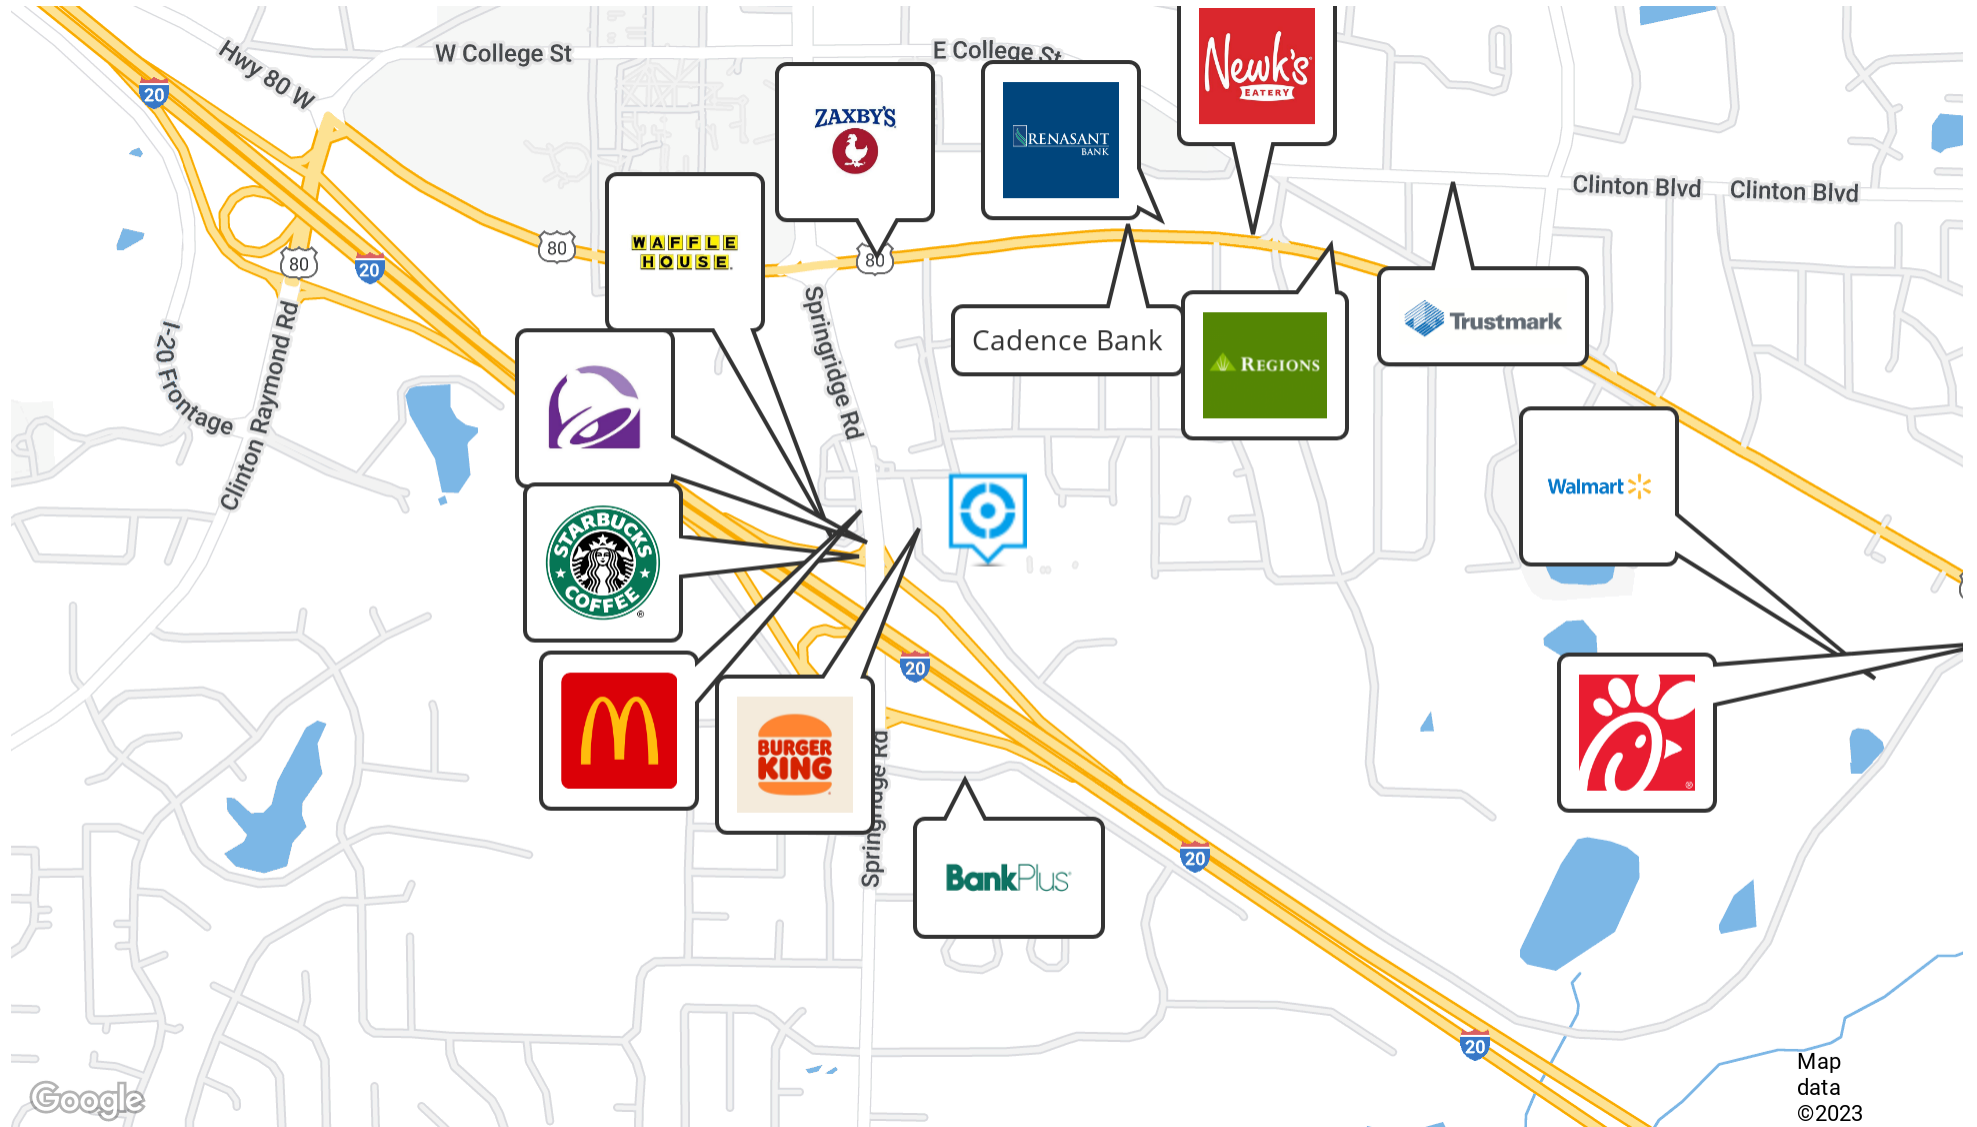 W College St
E College St
Hwy 80 W
20
Newk's
EATERY
ZAXBY'S
RENASANT
BANK
Clinton Blvd
Clinton Blvd
WAFFLE
HOUSE
80
80
80
20
Springridge Rd
I-20 Frontage
Clinton Raymond Rd
Cadence Bank
REGIONS
Trustmark
Walmart
STARBUCKS
COFFEE
®
20
BURGER
KING
Springridge Rd
®
BankPlus®
20
20
Google
Map
data
©2023